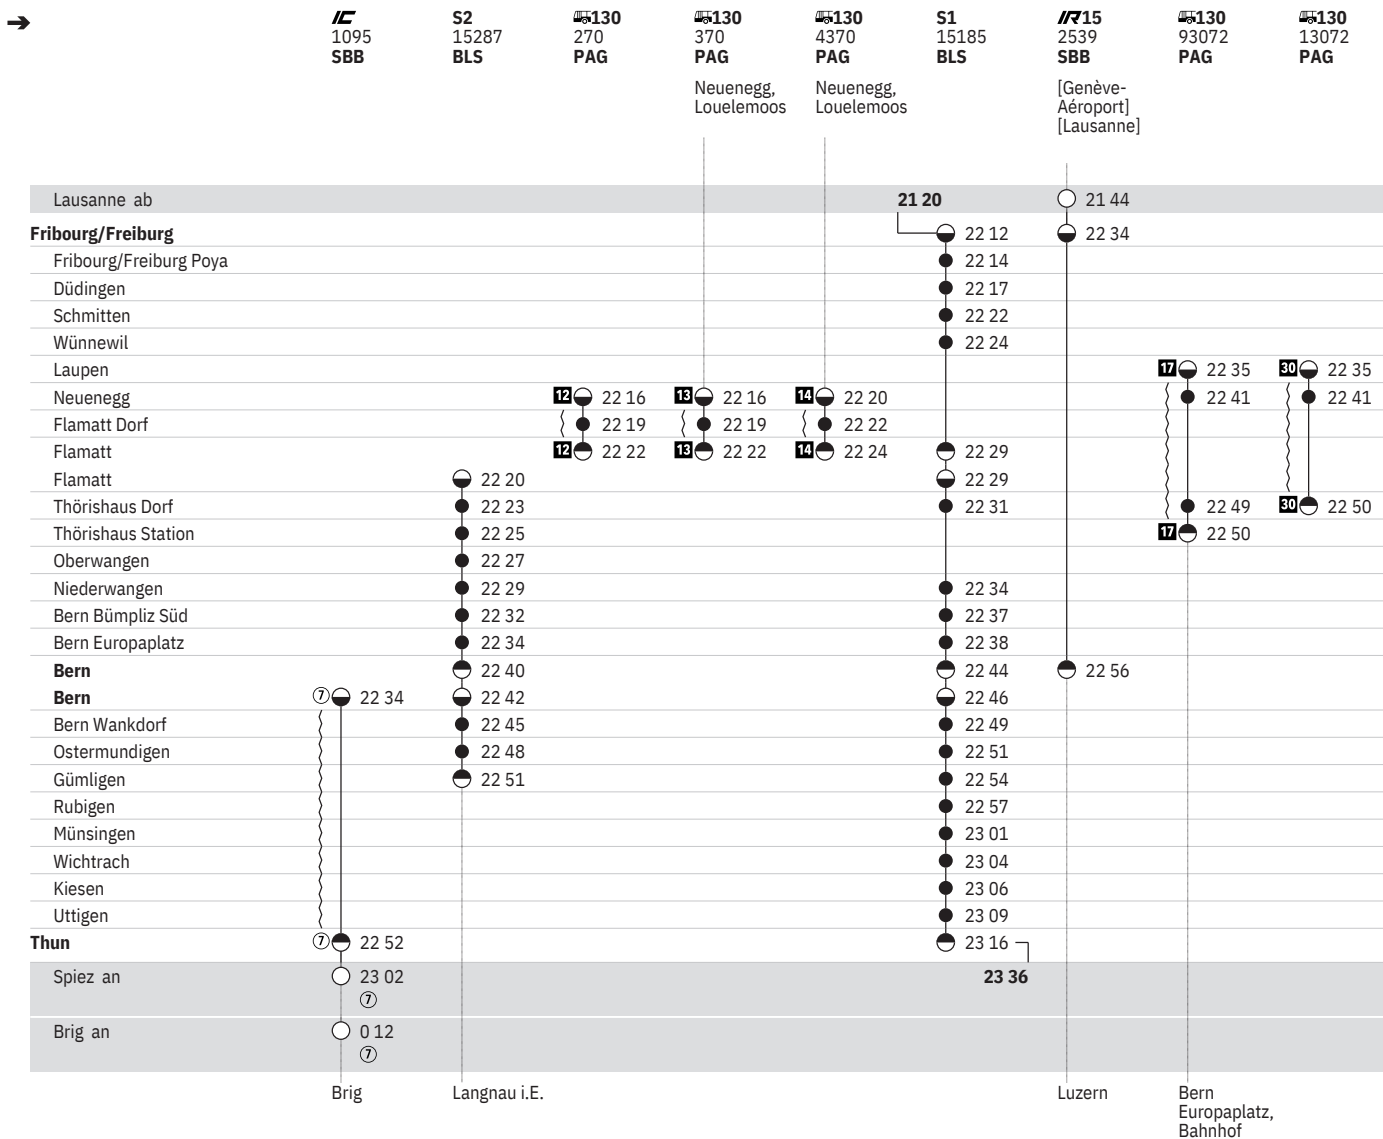 IC S2 130 130 130 S1 IR15 130 130
1095 15287 270 370 4370 15185 2539 93072 13072
SBB BLS PAG PAG PAG BLS SBB PAG PAG
Neuenegg, Neuenegg, [Genève-
Louelemoos Louelemoos Aéroport]
[Lausanne]
Lausanne ab 21 20 21 44
Fribourg/Freiburg 22 12 22 34
Fribourg/Freiburg Poya 22 14
Düdingen 22 17
Schmitten 22 22
Wünnewil 22 24
Laupen 17 22 35 30 22 35
Neuenegg 12 22 16 13 22 16 14 22 20 22 41 22 41
Flamatt Dorf 22 19 22 19 22 22
Flamatt 12 22 22 13 22 22 14 22 24 22 29
Flamatt 22 20 22 29
Thörishaus Dorf 22 23 22 31 22 49 30 22 50
Thörishaus Station 22 25 17 22 50
Oberwangen 22 27
Niederwangen 22 29 22 34
Bern Bümpliz Süd 22 32 22 37
Bern Europaplatz 22 34 22 38
Bern 22 40 22 44 22 56
Bern 7 22 34 22 42 22 46
Bern Wankdorf 22 45 22 49
Ostermundigen 22 48 22 51
Gümligen 22 51 22 54
Rubigen 22 57
Münsingen 23 01
Wichtrach 23 04
Kiesen 23 06
Uttigen 23 09
Thun 7 22 52 23 16
Spiez an 23 02 23 36
7
Brig an 0 12
7
Brig Langnau i.E. Luzern Bern
Europaplatz,
Bahnhof